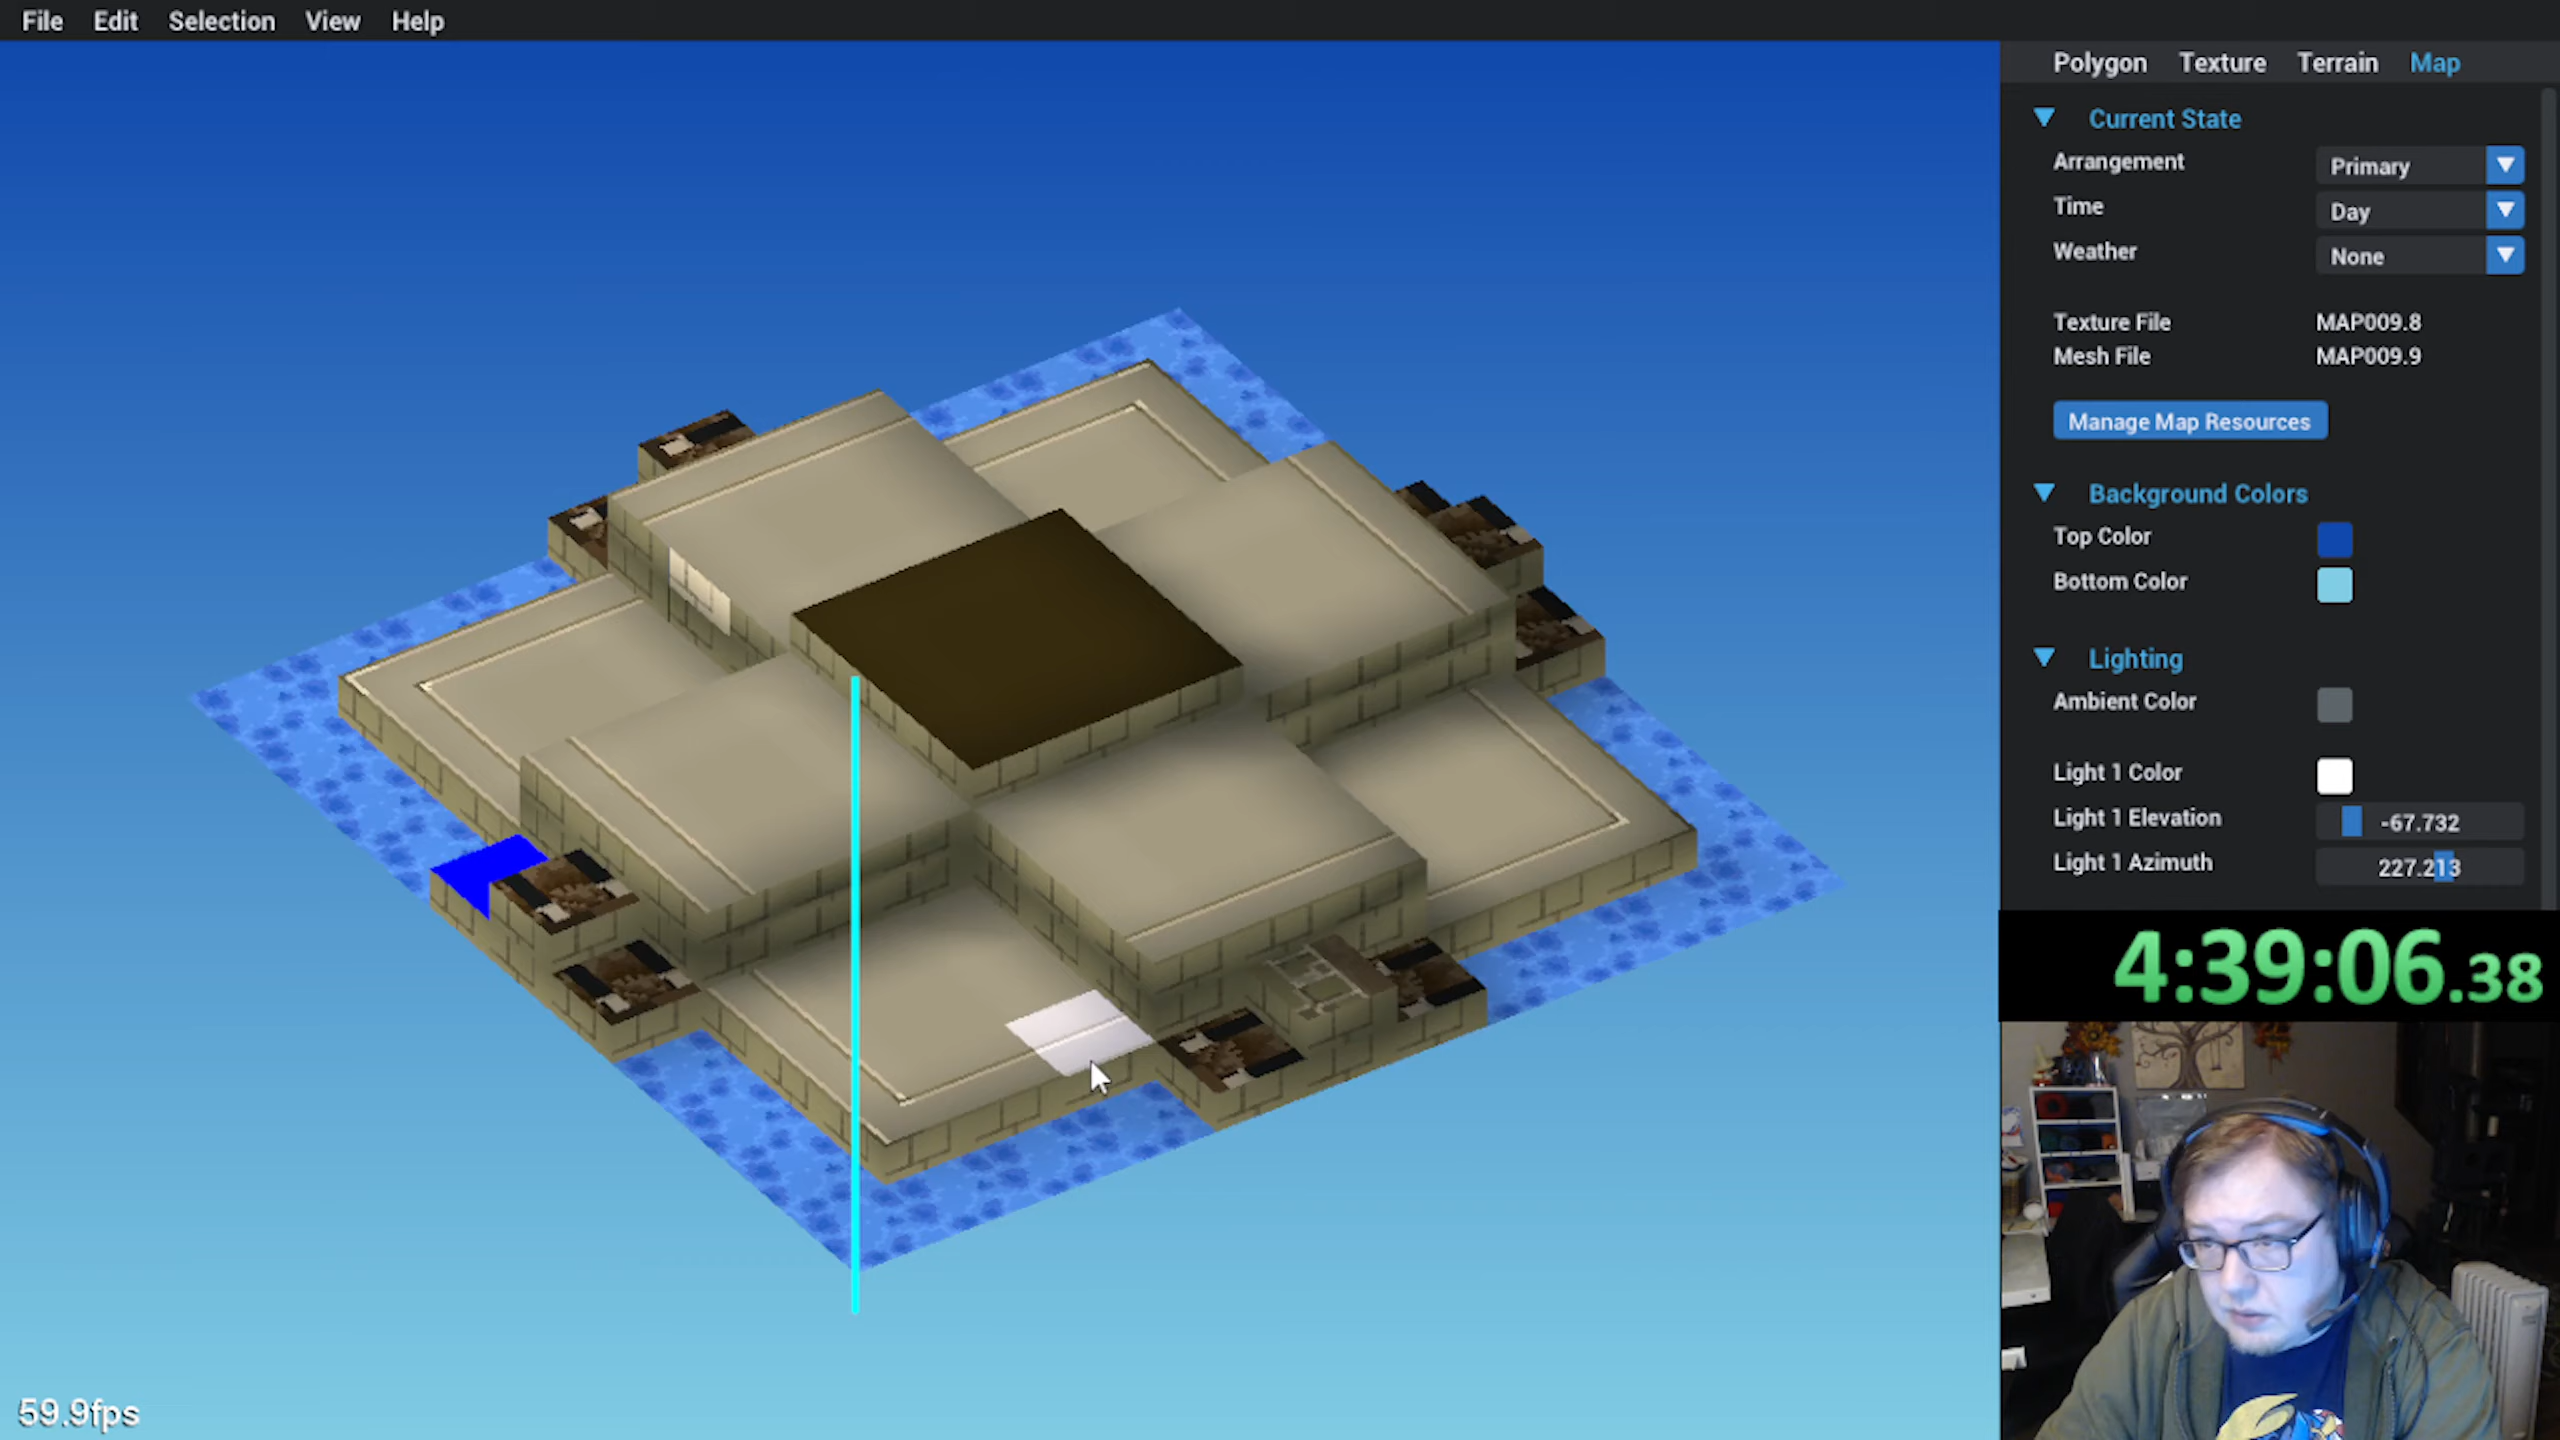 File Edit Selection View Help
Polygon Texture Terrain Map
Current State
Arrangement Primary
Time Day
Weather None
Texture File MAP009.8
Mesh File MAP009.9
Manage Map Resources
Background Colors
Top Color
Bottom Color
Lighting
Ambient Color
Light 1 Color
Light 1 Elevation -67.732
Light 1 Azimuth 227.213
4:39:06.38
59.9fps